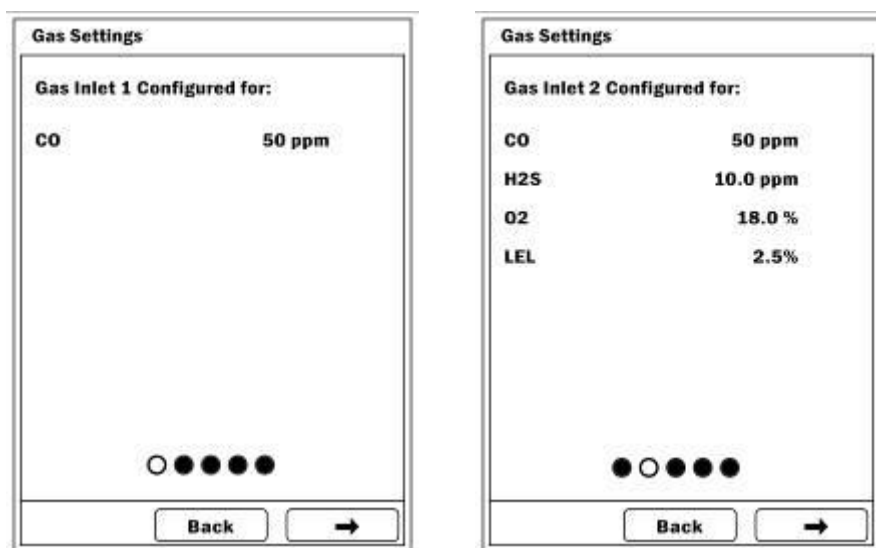 Gas Settings
Gas Inlet 1 Configured for:
CO 50 ppm
Back
Gas Settings
Gas Inlet 2 Configured for:
CO 50 ppm
H2S 10.0 ppm
O2 18.0 %
LEL 2.5%
Back